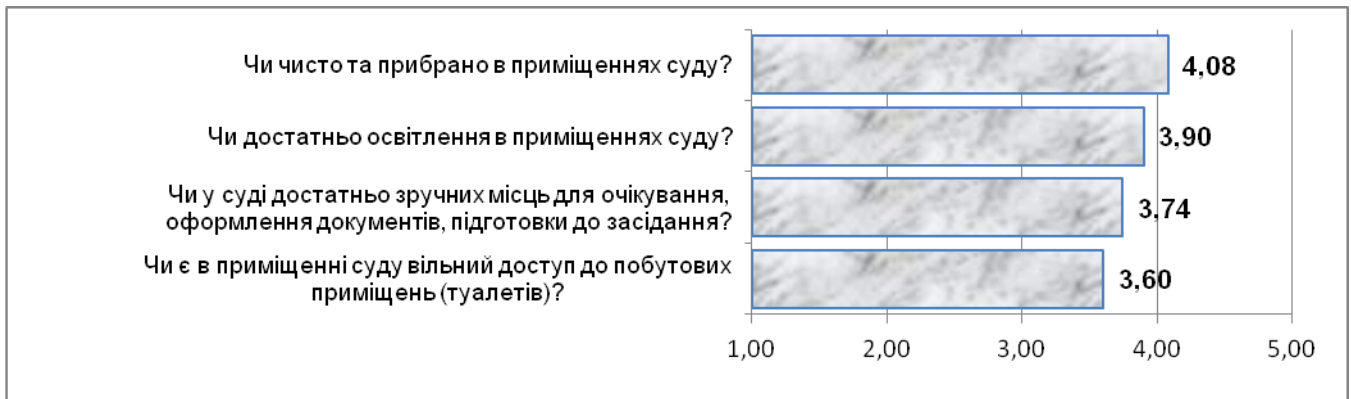 Чи чисто та прибрано в приміщеннях суду?
4,08
Чи достатньо освітлення в приміщеннях суду?
3,90
Чи у суді достатньо зручних місць для очікування,
оформлення документів, підготовки до засідання?
3,74
Чи є в приміщенні суду вільний доступ до побутових
приміщень (туалетів)?
3,60
1,00 2,00 3,00 4,00 5,00